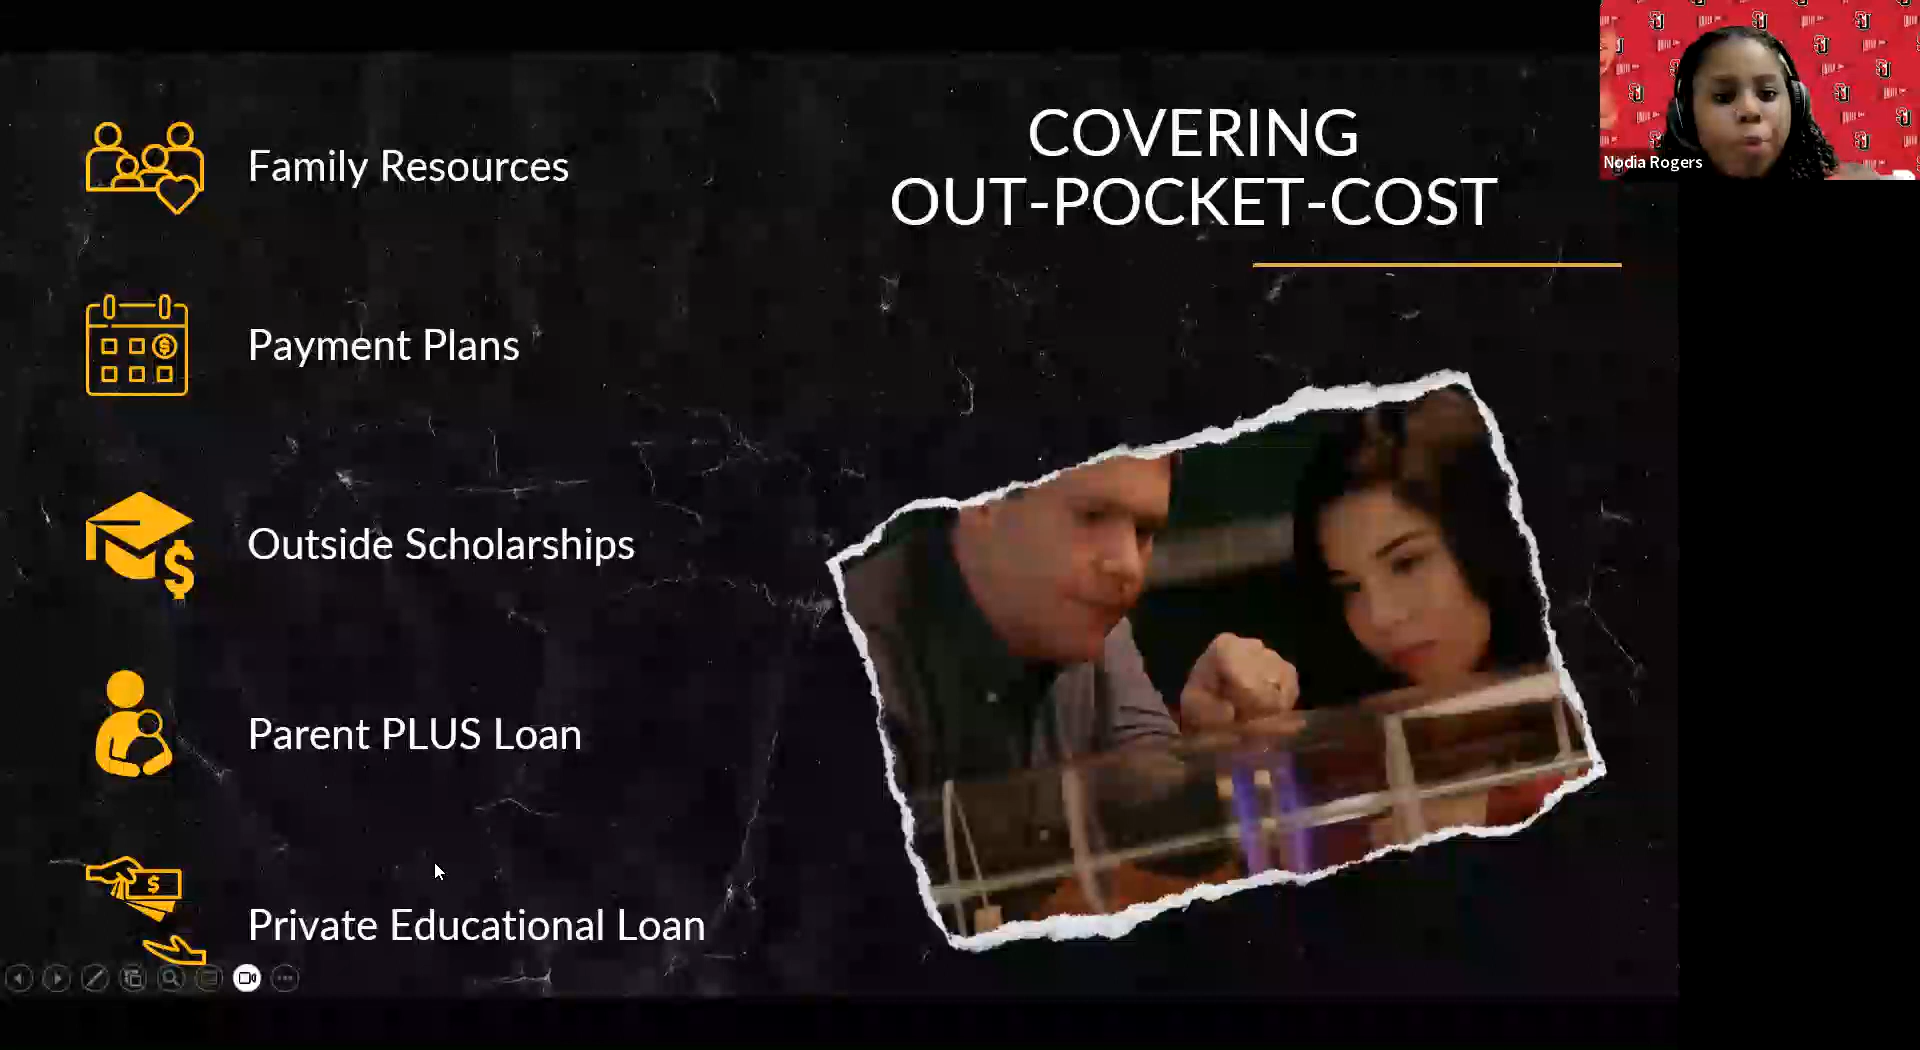 COVERING
OUT-POCKET-COST
Family Resources
Payment Plans
Outside Scholarships
Parent PLUS Loan
Private Educational Loan
Nodia Rogers